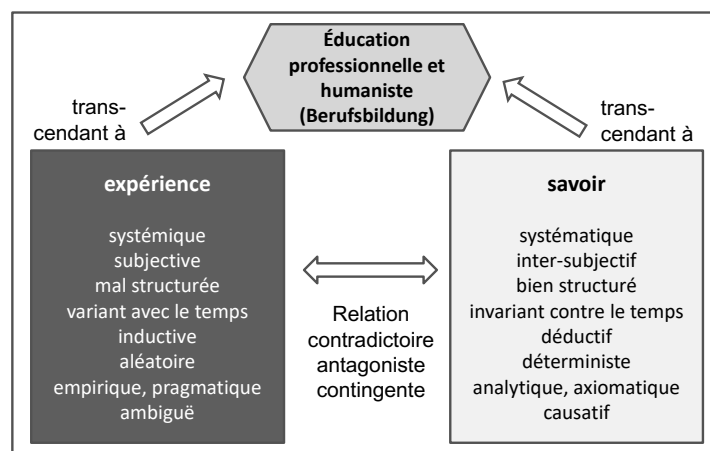 Éducation
professionnelle et
humaniste
(Berufsbildung)
trans-
cendant à
trans-
cendant à
expérience
systémique
subjective
mal structurée
variant avec le temps
inductive
aléatoire
empirique, pragmatique
ambiguë
Relation
contradictoire
antagoniste
contingente
savoir
systématique
inter-subjectif
bien structuré
invariant contre le temps
déductif
déterministe
analytique, axiomatique
causatif